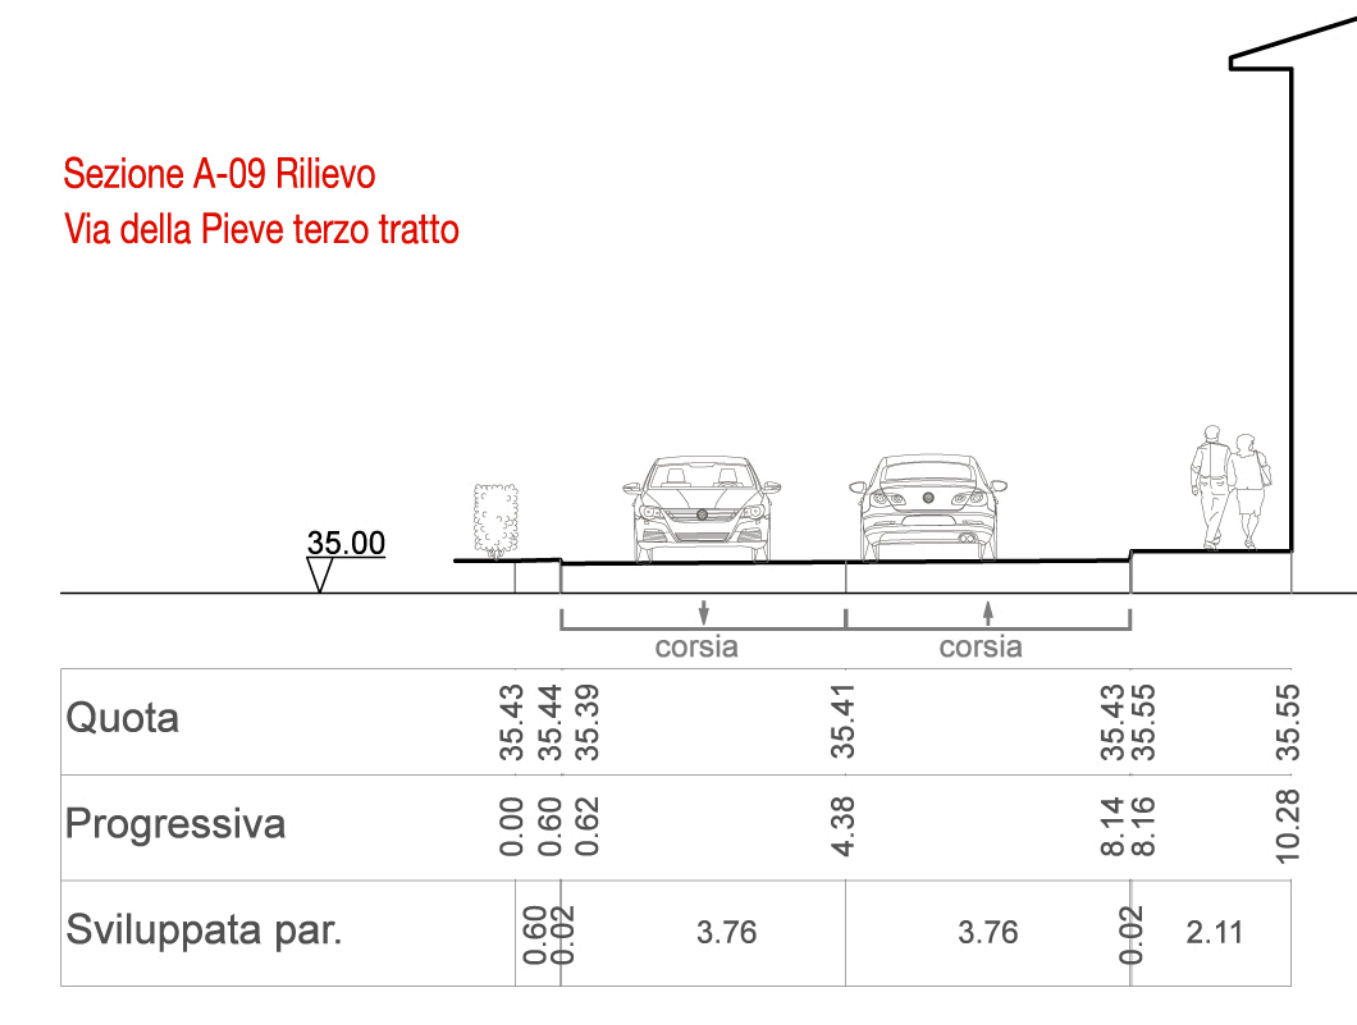 Sezione A-09 Rilievo
Via della Pieve terzo tratto
35.00
corsia corsia
Quota 35.43 35.44 35.39 35.41 35.43 35.55 35.55
Progressiva 0.00 0.60 0.62 4.38 8.14 8.16 10.28
Sviluppata par. 0.60 0.02 3.76 3.76 0.02 2.11